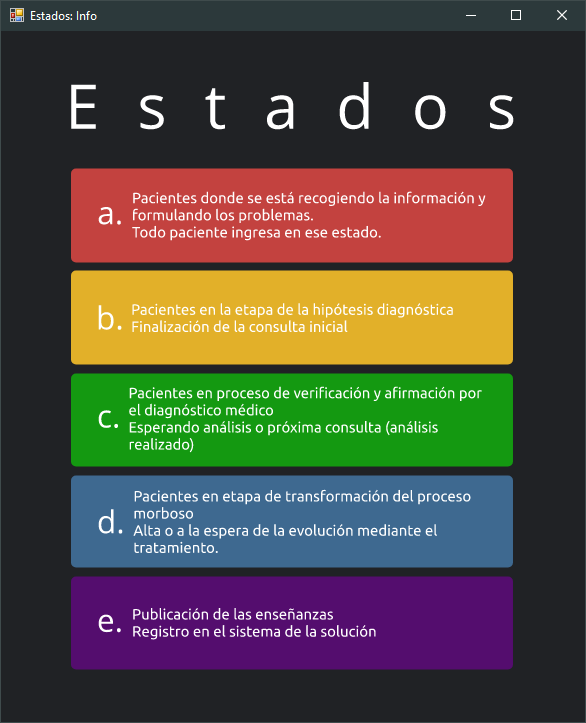 Estados: Info
Estados
a.
Pacientes donde se está recogiendo la información y
formulando los problemas.
Todo paciente ingresa en ese estado.
b.
Pacientes en la etapa de la hipótesis diagnóstica
Finalización de la consulta inicial
c.
Pacientes en proceso de verificación y afirmación por
el diagnóstico médico
Esperando análisis o próxima consulta (análisis
realizado)
d.
Pacientes en etapa de transformación del proceso
morboso
Alta o a la espera de la evolución mediante el
tratamiento.
e.
Publicación de las enseñanzas
Registro en el sistema de la solución